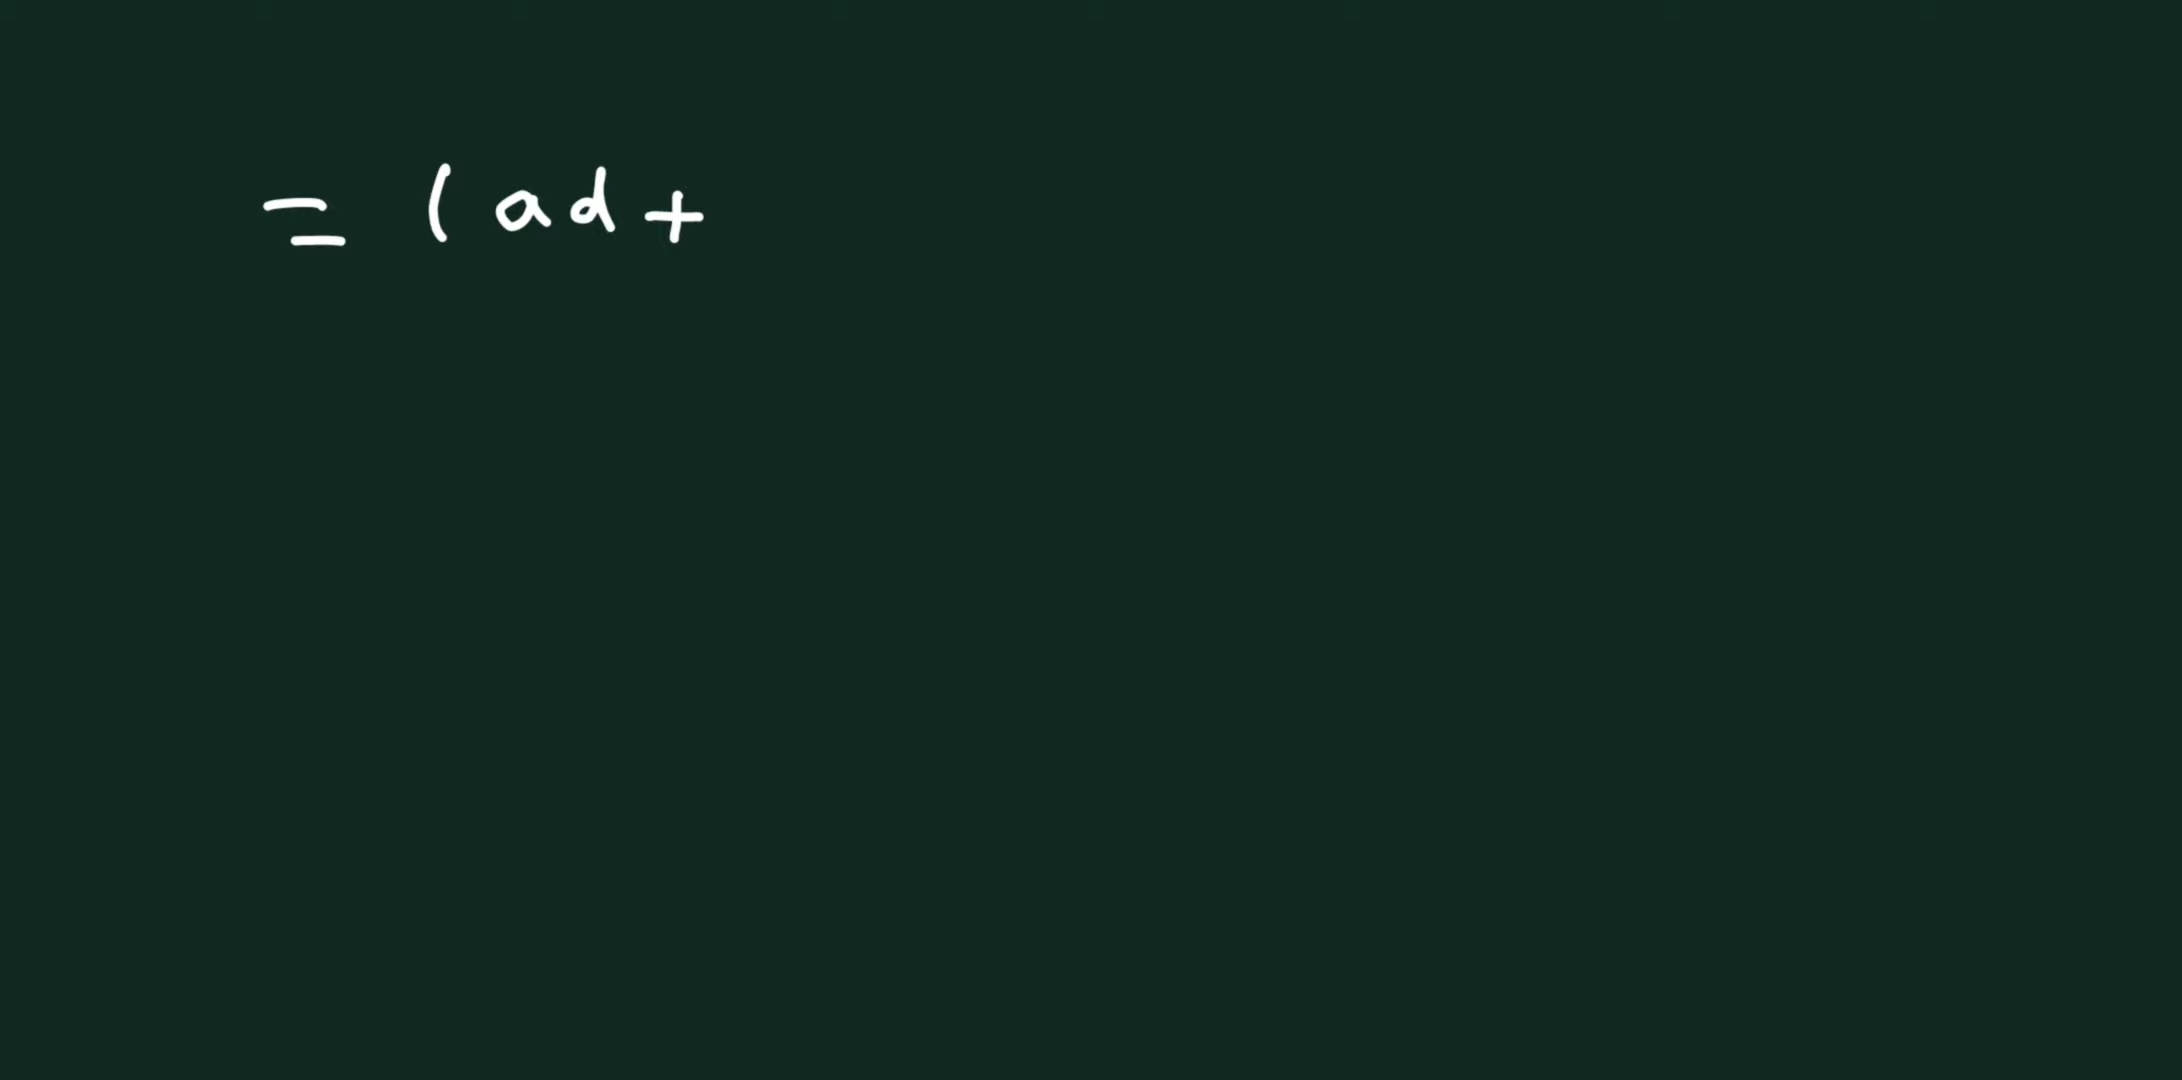 = ( ad +